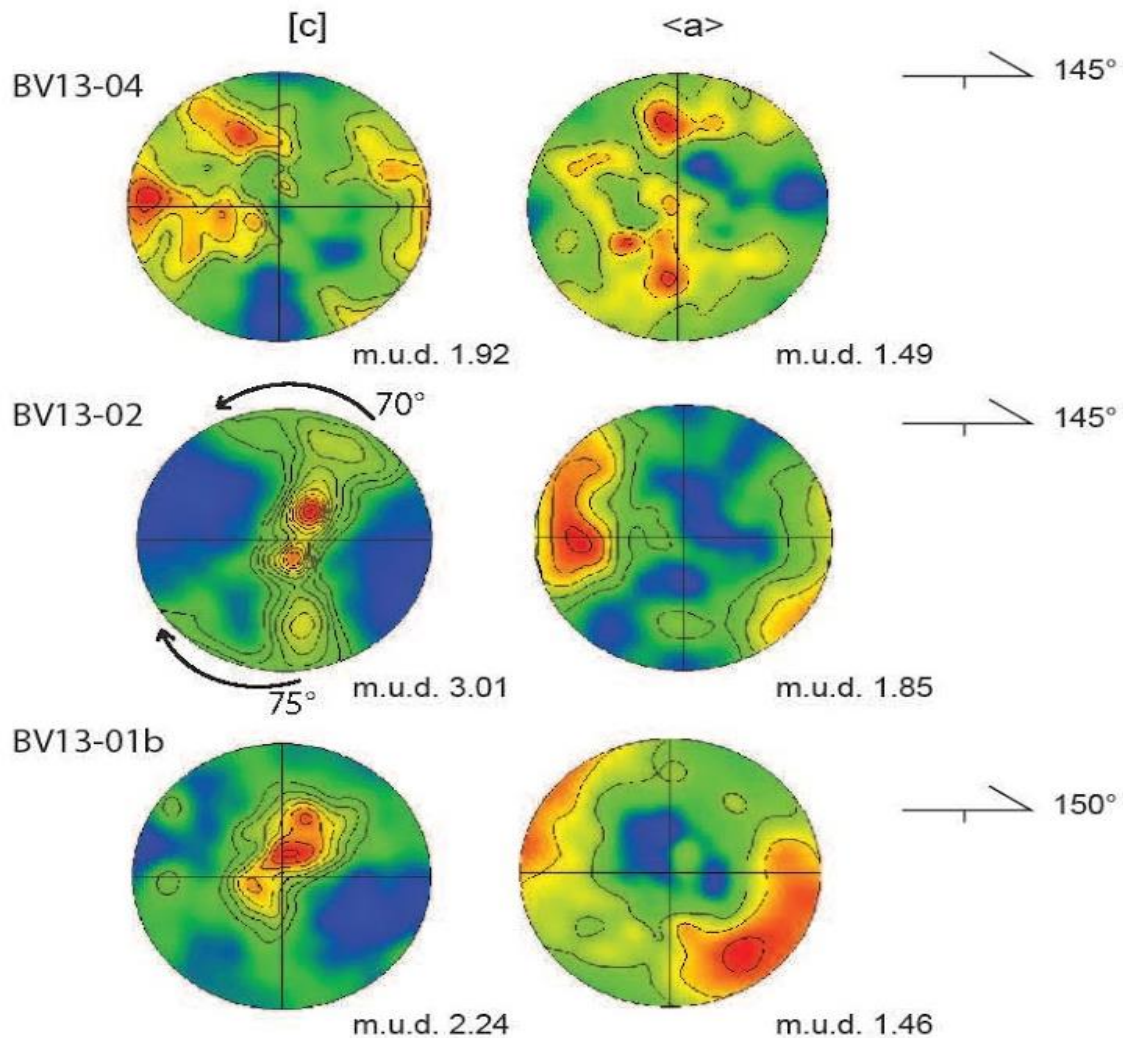 [c] <a>
BV13-04 145°
m.u.d. 1.92 m.u.d. 1.49
BV13-02 70° 145°
75° m.u.d. 3.01 m.u.d. 1.85
BV13-01b 150°
m.u.d. 2.24 m.u.d. 1.46